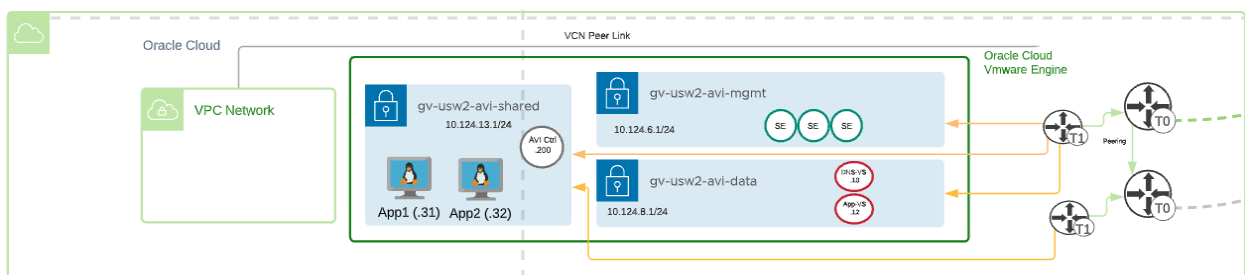 VCN Peer Link
Oracle Cloud
Oracle Cloud
Vmware Engine
VPC Network
gv-usw2-avi-shared
10.124.13.1/24
AVI Ctrl
.200
App1 (.31)
App2 (.32)
gv-usw2-avi-mgmt
10.124.6.1/24
SE
SE
SE
gv-usw2-avi-data
10.124.8.1/24
DNS-VS
.10
App-VS
.12
T1
T0
Peering
T0
T1